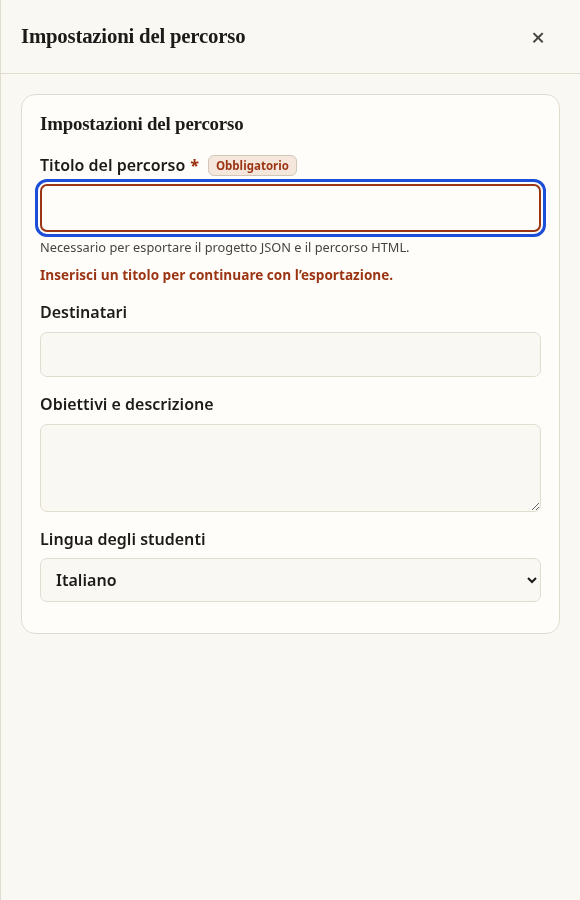 Impostazioni del percorso
×
Impostazioni del percorso
Titolo del percorso * Obbligatorio
Necessario per esportare il progetto JSON e il percorso HTML.
Inserisci un titolo per continuare con l’esportazione.
Destinatari
Obiettivi e descrizione
Lingua degli studenti
Italiano